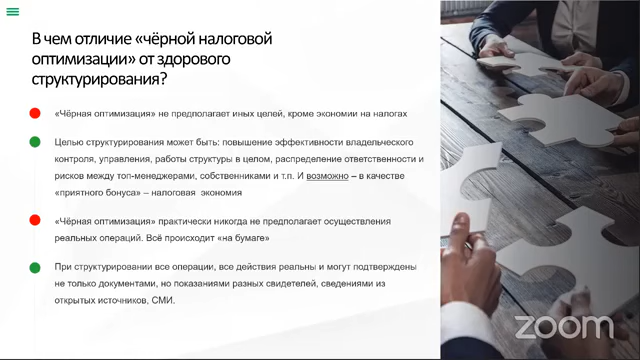 В чем отличие «чёрной налоговой
оптимизации» от здорового
структурирования?
«Чёрная оптимизация» не предполагает иных целей, кроме экономии на налогах
Целью структурирования может быть: повышение эффективности владельческого
контроля, управления, работы структуры в целом, распределение ответственности и
рисков между топ-менеджерами, собственниками и т.п. И возможно – в качестве
«приятного бонуса» – налоговая экономия
«Чёрная оптимизация» практически никогда не предполагает осуществления
реальных операций. Всё происходит «на бумаге»
При структурировании все операции, все действия реальны и могут подтверждены
не только документами, но показаниями разных свидетелей, сведениями из
открытых источников, СМИ.
zoom